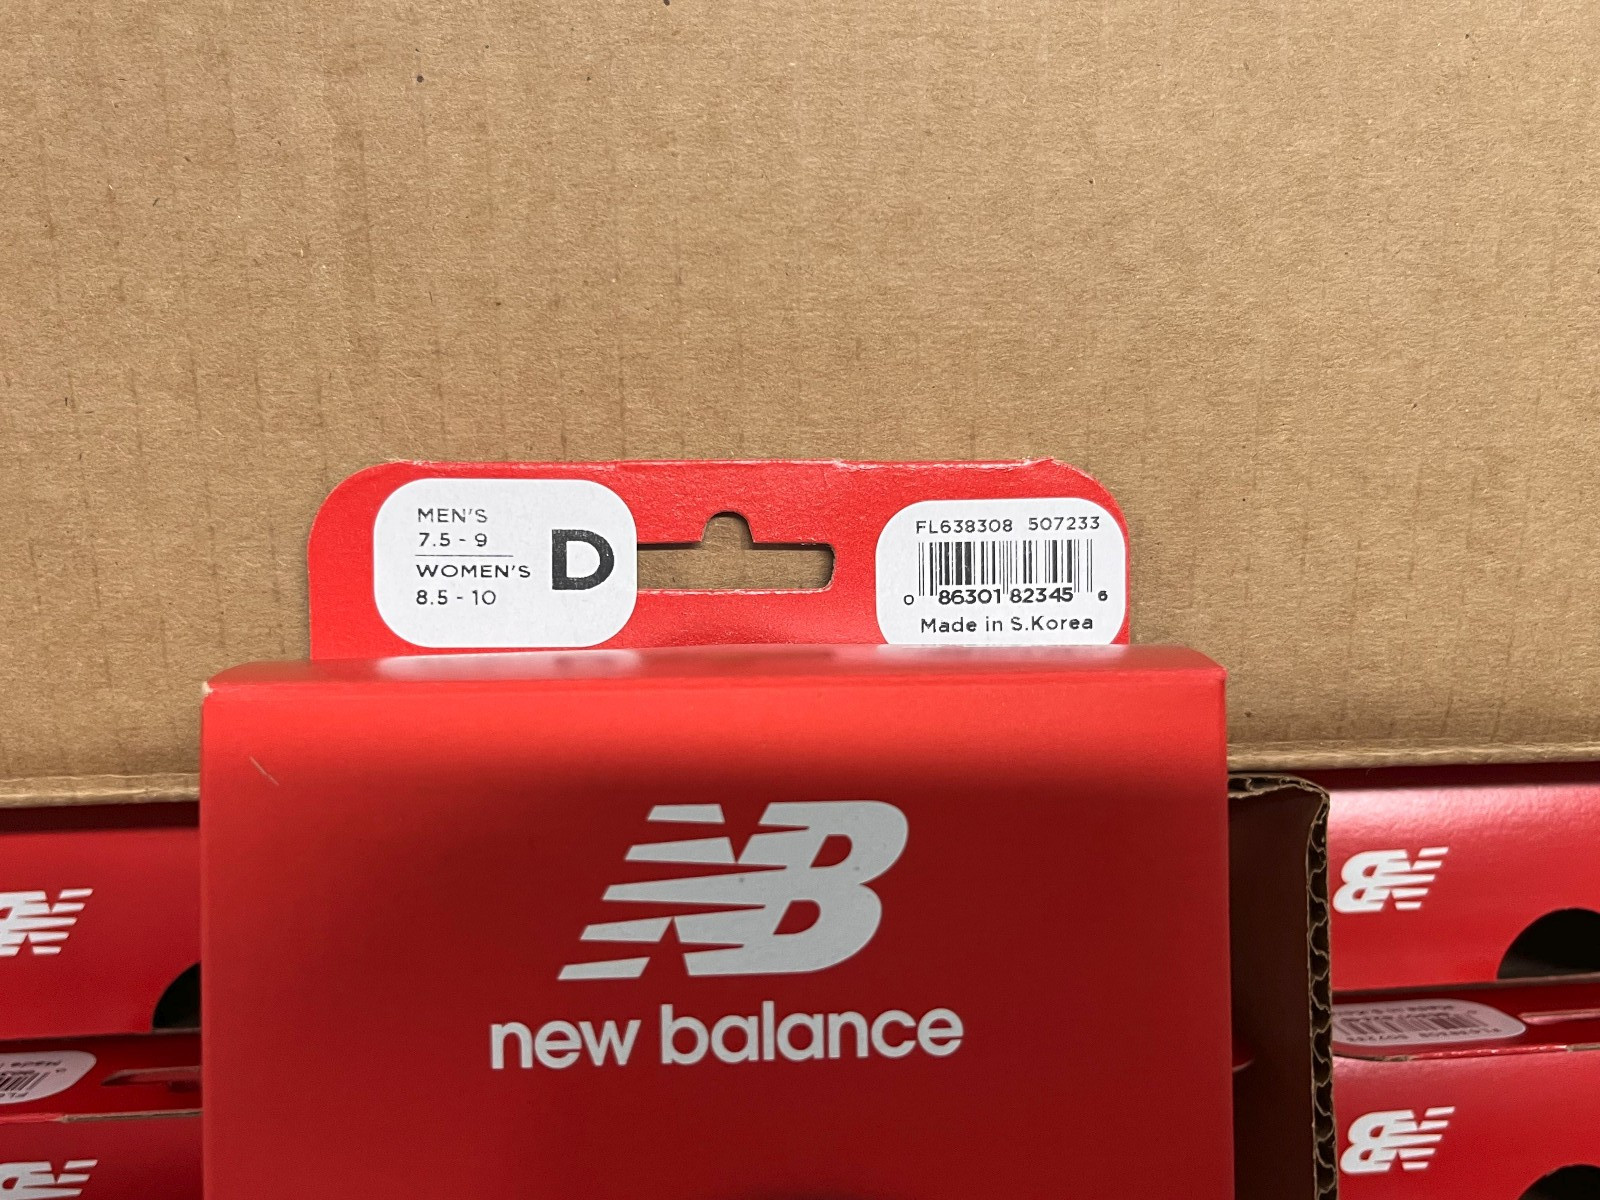 MEN'S
7.5 - 9
WOMEN'S
8.5 - 10
D
FL638308 507233
0 86301 82345 6
Made in S.Korea
NB
new balance